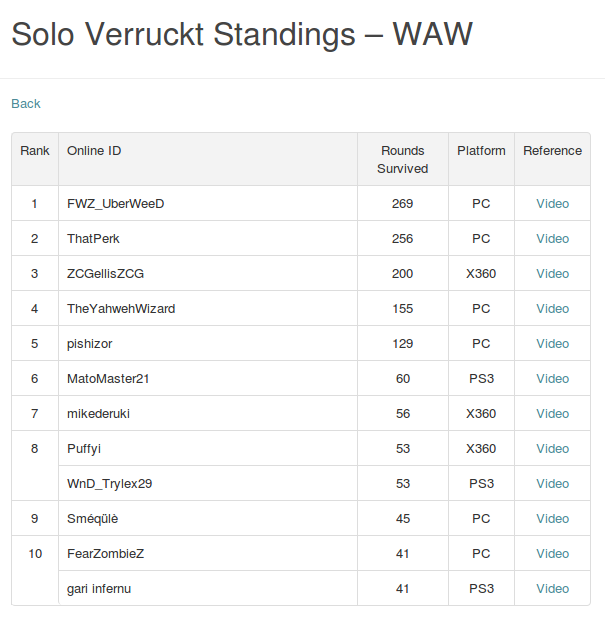 Solo Verruckt Standings – WAW
Back
Rank Online ID Rounds Survived Platform Reference
1 FWZ_UberWeeD 269 PC Video
2 ThatPerk 256 PC Video
3 ZCGellisZCG 200 X360 Video
4 TheYahwehWizard 155 PC Video
5 pishizor 129 PC Video
6 MatoMaster21 60 PS3 Video
7 mikederuki 56 X360 Video
8 Puffyi 53 X360 Video
WnD_Trylex29 53 PS3 Video
9 Sméqûlè 45 PC Video
10 FearZombieZ 41 PC Video
gari infernu 41 PS3 Video